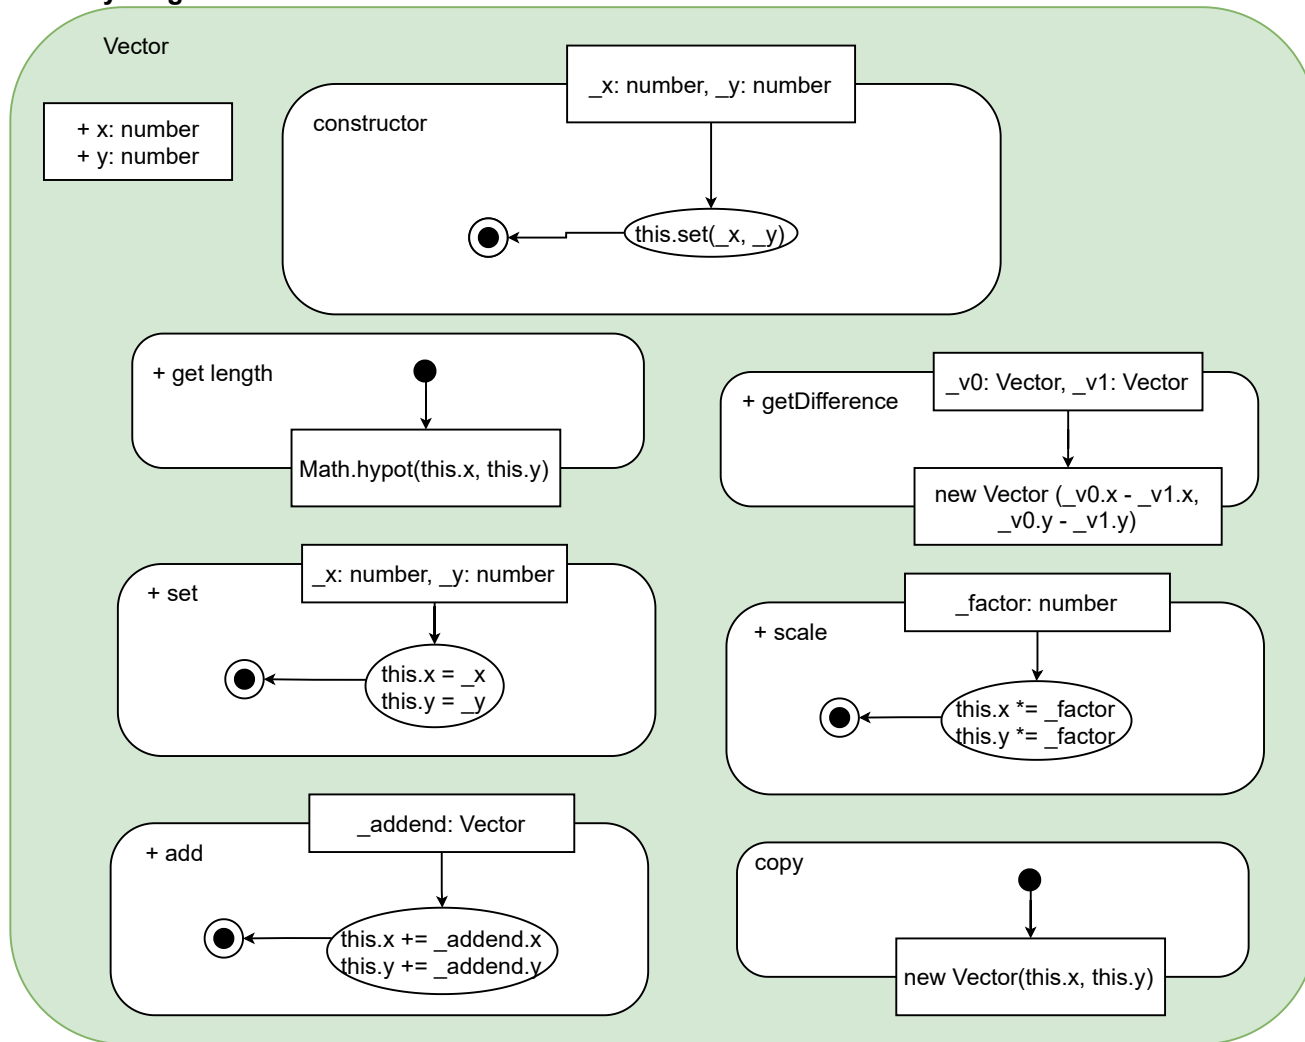 Vector
+ x: number
+ y: number
constructor
_x: number, _y: number
this.set(_x, _y)
+ get length
Math.hypot(this.x, this.y)
+ getDifference
_v0: Vector, _v1: Vector
new Vector (_v0.x - _v1.x,
_v0.y - _v1.y)
+ set
_x: number, _y: number
this.x = _x
this.y = _y
+ scale
_factor: number
this.x *= _factor
this.y *= _factor
+ add
_addend: Vector
this.x += _addend.x
this.y += _addend.y
copy
new Vector(this.x, this.y)